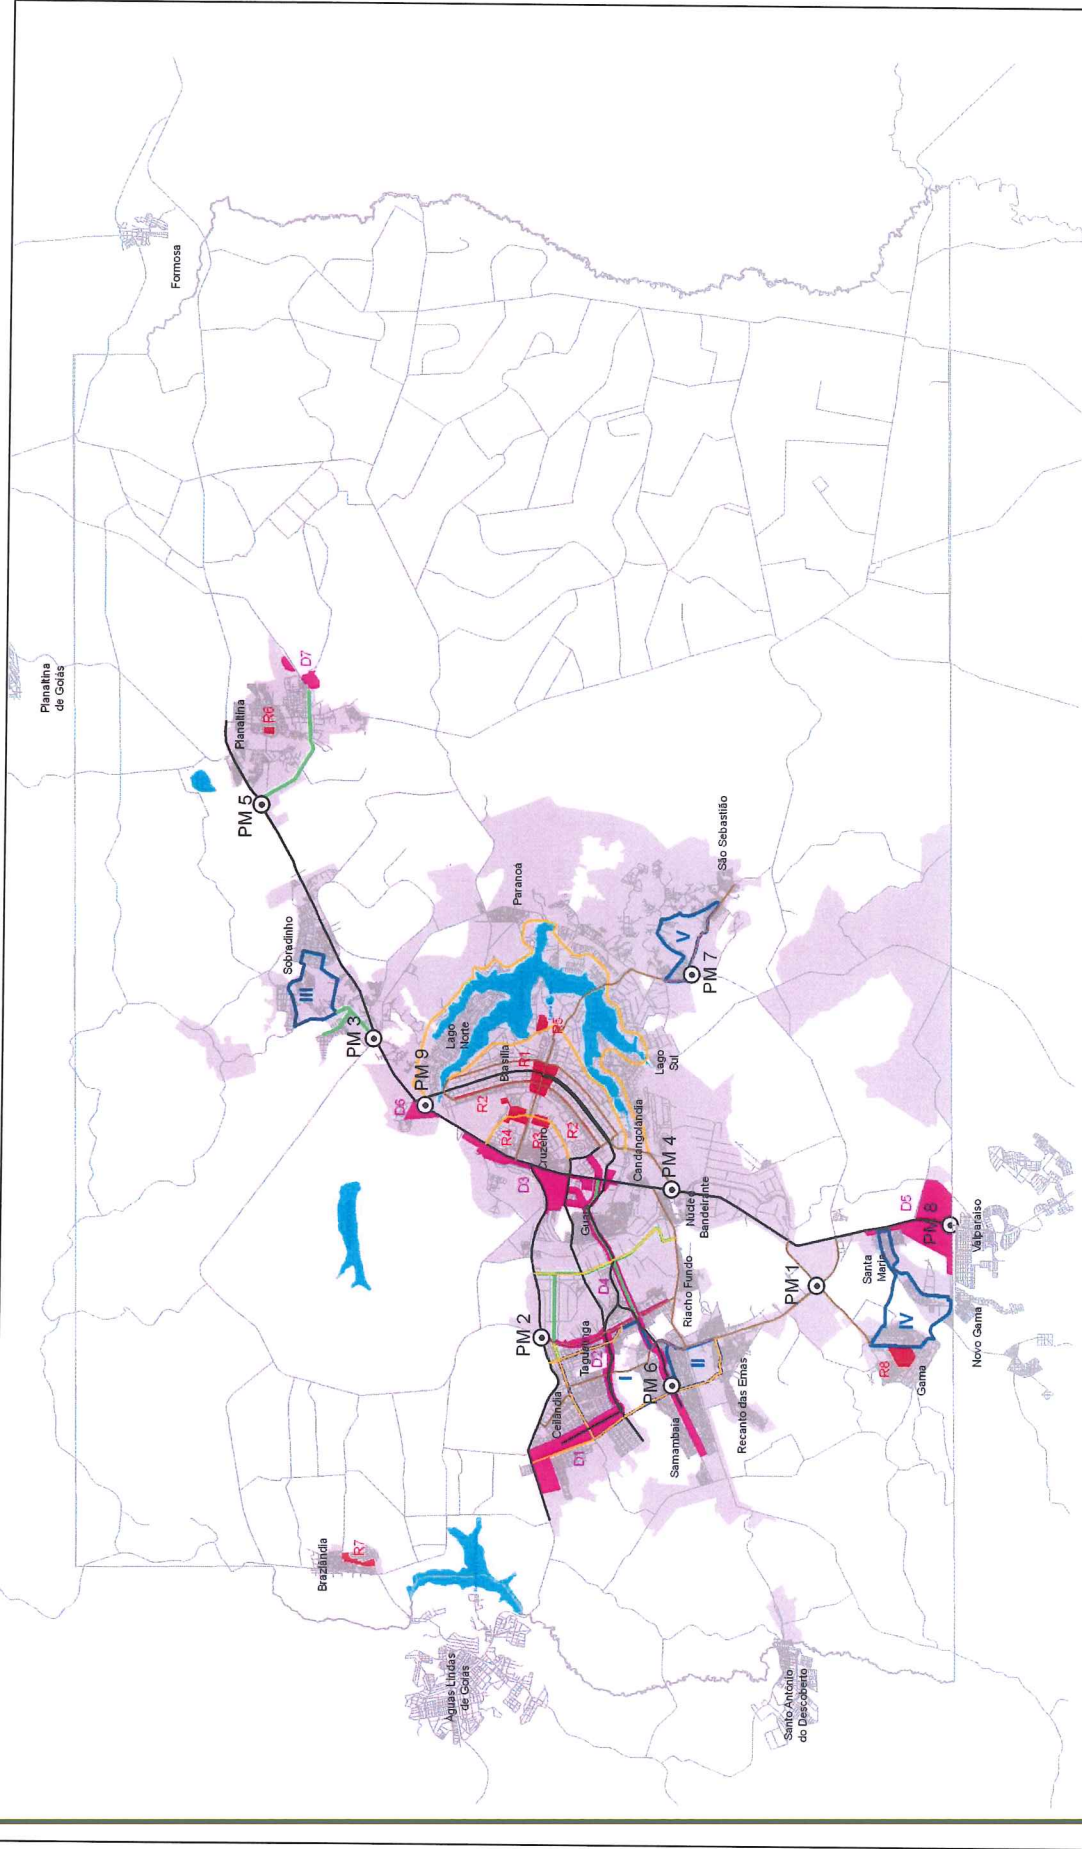 Formosa
Planaltina
de Goiás
Planaltina
R6
D7
PM 5
Sobradinho
III
PM 3
Paranoá
São Sebastião
V
PM 7
Lago
Norte
PM 9
D6
Brasília
R1
R5
R2
R4
R3
R2
Cruzeiro
Lago
Sul
Candangolândia
PM 4
Núcleo
Bandeirante
D3
Guará
D4
Riacho Fundo
PM 2
Taguatinga
D2
I
PM 6
II
Ceilândia
D1
Samambaia
Recanto das Emas
PM 1
Santa
Maria
D5
PM 8
Valparaíso
IV
R8
Gama
Novo Gama
Brazlândia
R7
Águas Lindas
de Goiás
Santo Antônio
do Descoberto